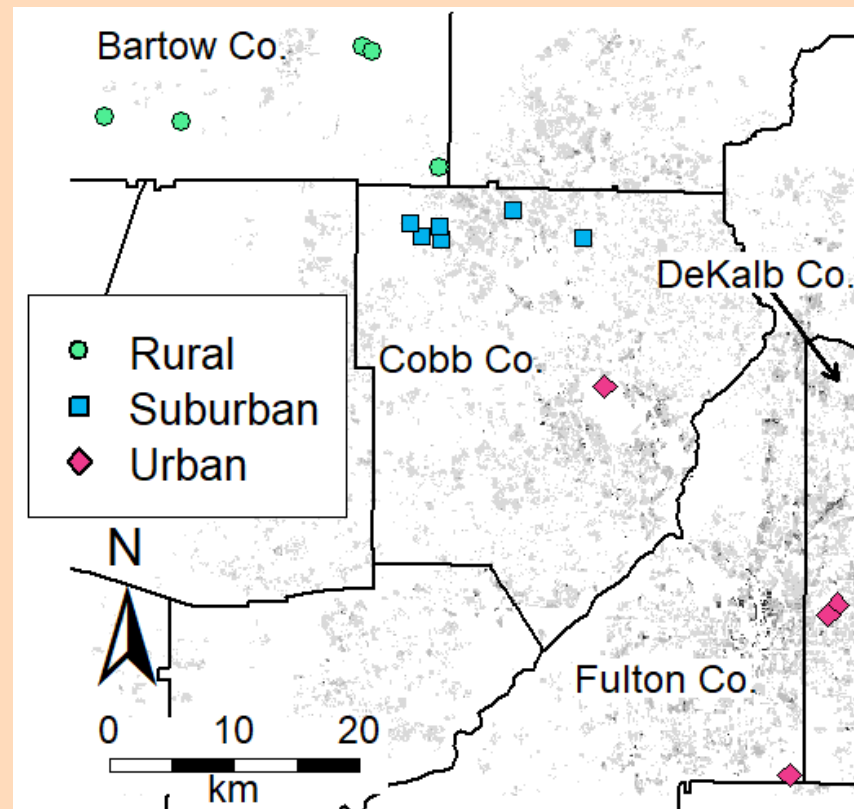 Bartow Co.
DeKalb Co.
Rural
Cobb Co.
Suburban
Urban
N
Fulton Co.
0 10 20
km